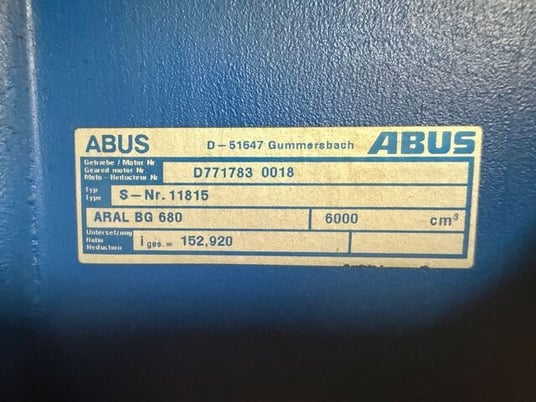 ABUS D-51647 Gummersbach ABUS
Getriebe / Motor Nr
Geared motor Nr
Moto-Reducteur Nr
D771783 0018
Typ
Type
S-Nr. 11815
ARAL BG 680 6000 cm³
Untersetzung
Ratio
Reduction
i ges.= 152,920